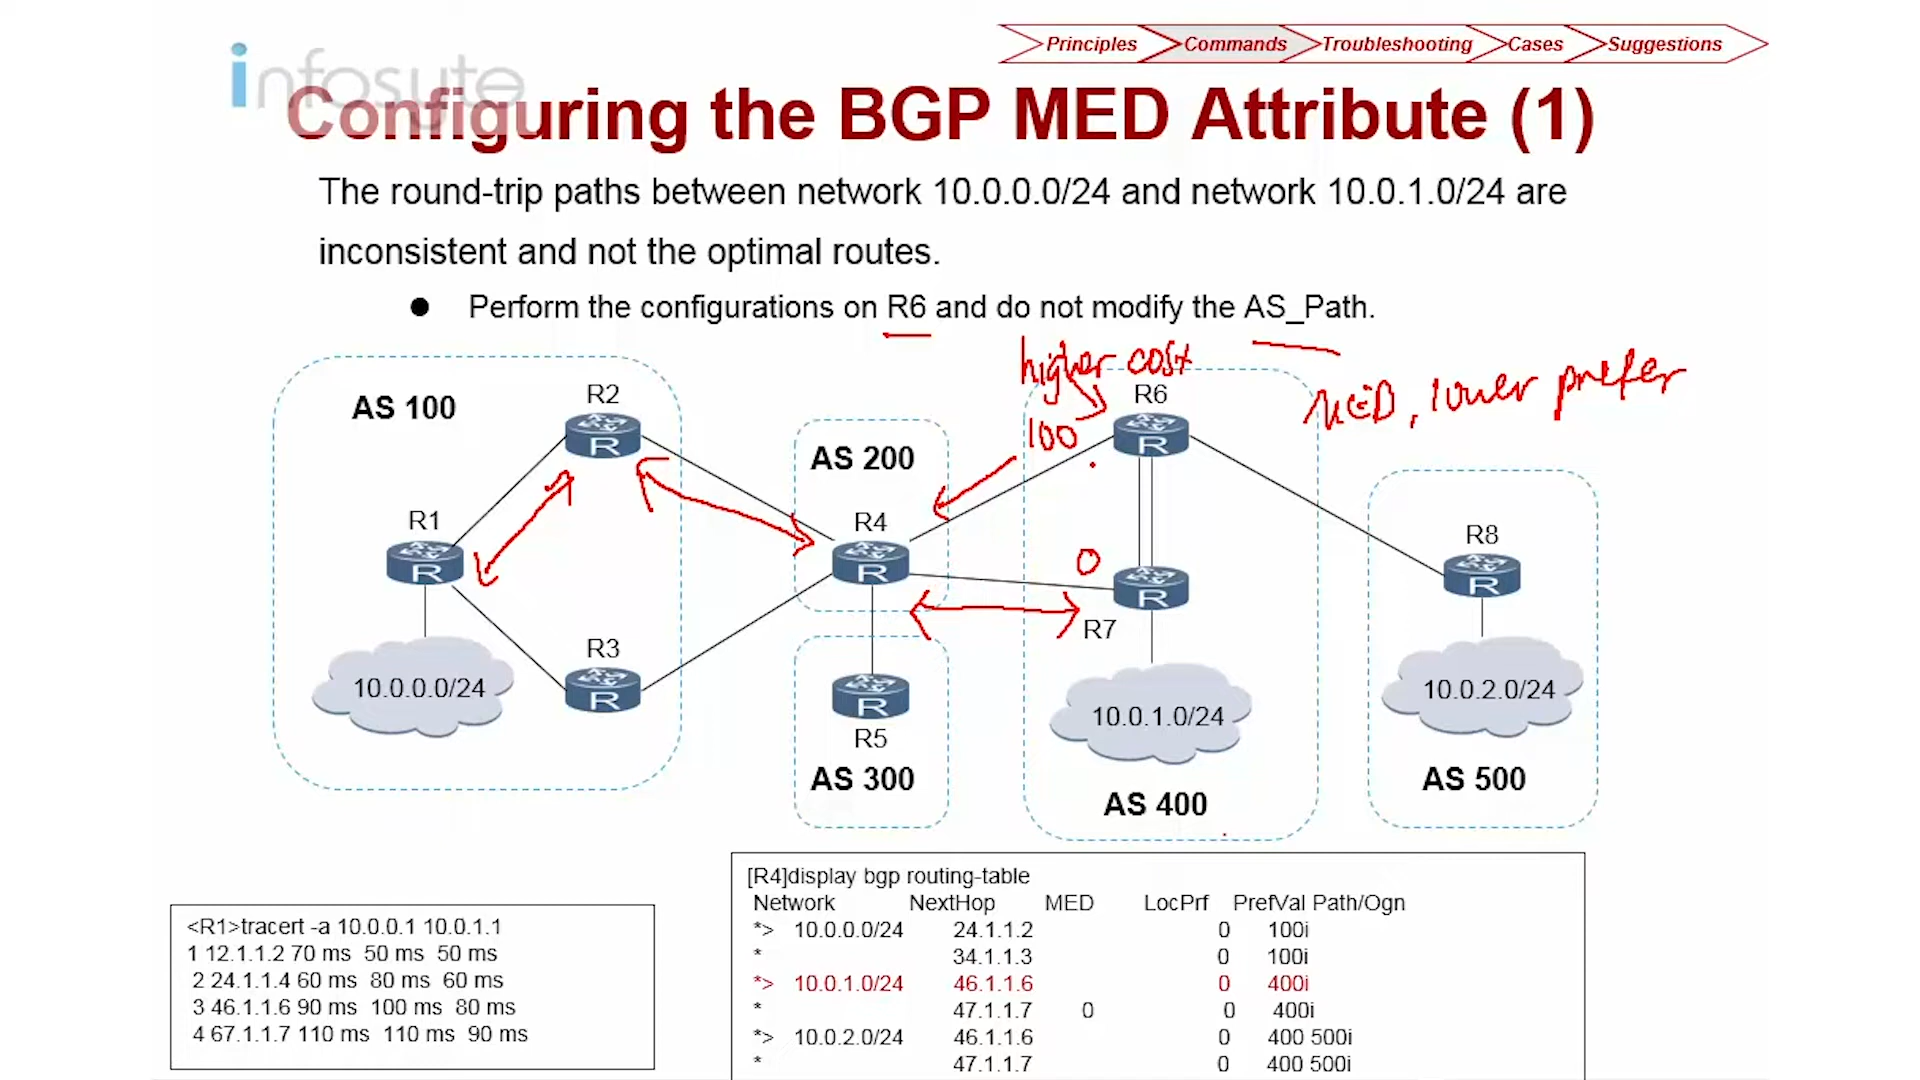 Principles
Commands
Troubleshooting
Cases
Suggestions
infosyte
Configuring the BGP MED Attribute (1)
The round-trip paths between network 10.0.0.0/24 and network 10.0.1.0/24 are
inconsistent and not the optimal routes.
● Perform the configurations on R6 and do not modify the AS_Path.
higher cost
MED, lower prefer
100
0
AS 100
R2
R
R1
R
R3
R
10.0.0.0/24
AS 200
R4
R
R
R5
AS 300
R6
R
R
R7
10.0.1.0/24
AS 400
R8
R
10.0.2.0/24
AS 500
<R1>tracert -a 10.0.0.1 10.0.1.1
1 12.1.1.2 70 ms 50 ms 50 ms
2 24.1.1.4 60 ms 80 ms 60 ms
3 46.1.1.6 90 ms 100 ms 80 ms
4 67.1.1.7 110 ms 110 ms 90 ms
[R4]display bgp routing-table
Network NextHop MED LocPrf PrefVal Path/Ogn
*> 10.0.0.0/24 24.1.1.2 0 100i
* 34.1.1.3 0 100i
*> 10.0.1.0/24 46.1.1.6 0 400i
* 47.1.1.7 0 0 400i
*> 10.0.2.0/24 46.1.1.6 0 400 500i
* 47.1.1.7 0 400 500i